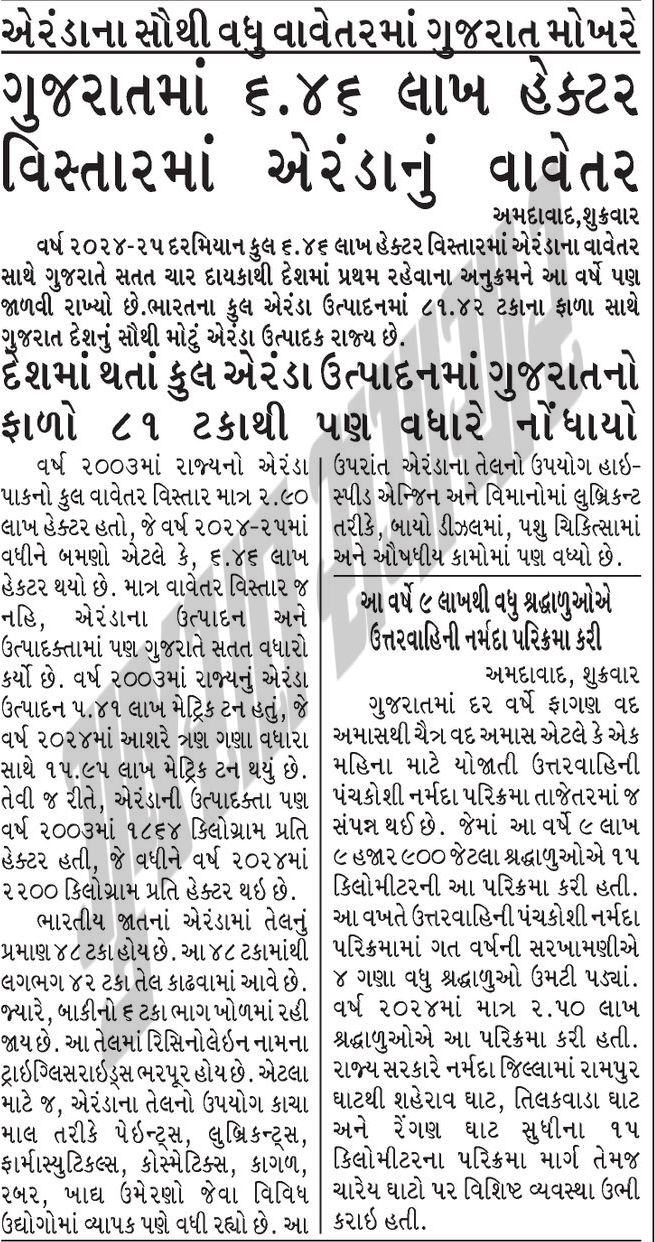 એરંડાના સૌથી વધુ વાવેતરમાં ગુજરાત મોખરે
ગુજરાતમાં ૬.૪૬ લાખ હેક્ટર
વિસ્તારમાં એરંડાનું વાવેતર
અમદાવાદ,શુક્રવાર
વર્ષ ૨૦૨૪-૨૫ દરમિયાન કુલ ૬.૪૬ લાખ હેક્ટર વિસ્તારમાં એરંડાના વાવેતર
સાથે ગુજરાતે સતત ચાર દાયકાથી દેશમાં પ્રથમ રહેવાના અનુક્રમને આ વર્ષે પણ
જાળવી રાખ્યો છે.ભારતના કુલ એરંડા ઉત્પાદનમાં ૮૧.૪૨ ટકાના ફાળા સાથે
ગુજરાત દેશનું સૌથી મોટું એરંડા ઉત્પાદક રાજ્ય છે.
દેશમાં થતાં કુલ એરંડા ઉત્પાદનમાં ગુજરાતનો
ફાળો ૮૧ ટકાથી પણ વધારે નોંધાયો
વર્ષ ૨૦૦૩માં રાજ્યનો એરંડા
પાકનો કુલ વાવેતર વિસ્તાર માત્ર ૨.૯૦
લાખ હેક્ટર હતો, જે વર્ષ ૨૦૨૪-૨૫માં
વધીને બમણો એટલે કે, ૬.૪૬ લાખ
હેક્ટર થયો છે. માત્ર વાવેતર વિસ્તાર જ
નહિ, એરંડાના ઉત્પાદન અને
ઉત્પાદક્તામાં પણ ગુજરાતે સતત વધારો
કર્યો છે. વર્ષ ૨૦૦૩માં રાજ્યનું એરંડા
ઉત્પાદન ૫.૪૧ લાખ મેટ્રિક ટન હતું, જે
વર્ષ ૨૦૨૪માં આશરે ત્રણ ગણા વધારા
સાથે ૧૫.૯૫ લાખ મેટ્રિક ટન થયું છે.
તેવી જ રીતે, એરંડાની ઉત્પાદક્તા પણ
વર્ષ ૨૦૦૩માં ૧૮૬૪ કિલોગ્રામ પ્રતિ
હેક્ટર હતી, જે વધીને વર્ષ ૨૦૨૪માં
૨૨૦૦ કિલોગ્રામ પ્રતિ હેક્ટર થઇ છે.
ભારતીય જાતનાં એરંડામાં તેલનું
પ્રમાણ ૪૮ ટકા હોય છે. આ ૪૮ ટકામાંથી
લગભગ ૪૨ ટકા તેલ કાઢવામાં આવે છે.
જ્યારે, બાકીનો ૬ ટકા ભાગ ખોળમાં રહી
જાય છે. આ તેલમાં રિસિનોલેઇન નામના
ટ્રાઇગ્લિસરાઇડ્સ ભરપૂર હોય છે. એટલા
માટે જ, એરંડાના તેલનો ઉપયોગ કાચા
માલ તરીકે પેઇન્ટ્સ, લુબ્રિકન્ટ્સ,
ફાર્માસ્યુટિકલ્સ, કોસ્મેટિક્સ, કાગળ,
રબર, ખાદ્ય ઉમેરણો જેવા વિવિધ
ઉદ્યોગોમાં વ્યાપક પણે વધી રહ્યો છે. આ
ઉપરાંત એરંડાના તેલનો ઉપયોગ હાઇ-
સ્પીડ એન્જિન અને વિમાનોમાં લુબ્રિકન્ટ
તરીકે, બાયો ડીઝલમાં, પશુ ચિકિત્સામાં
અને ઔષધીય કામોમાં પણ વધ્યો છે.
આ વર્ષે ૯ લાખથી વધુ શ્રદ્ધાળુઓએ
ઉત્તરવાહિની નર્મદા પરિક્રમા કરી
અમદાવાદ, શુક્રવાર
ગુજરાતમાં દર વર્ષે ફાગણ વદ
અમાસથી ચૈત્ર વદ અમાસ એટલે કે એક
મહિના માટે યોજાતી ઉત્તરવાહિની
પંચકોશી નર્મદા પરિક્રમા તાજેતરમાં જ
સંપન્ન થઈ છે. જેમાં આ વર્ષે ૯ લાખ
૯ હજાર ૯૦૦ જેટલા શ્રદ્ધાળુઓએ ૧૫
કિલોમીટરની આ પરિક્રમા કરી હતી.
આ વખતે ઉત્તરવાહિની પંચકોશી નર્મદા
પરિક્રમામાં ગત વર્ષની સરખામણીએ
૪ ગણા વધુ શ્રદ્ધાળુઓ ઉમટી પડ્યાં.
વર્ષ ૨૦૨૪માં માત્ર ૨.૫૦ લાખ
શ્રદ્ધાળુઓએ આ પરિક્રમા કરી હતી.
રાજ્ય સરકારે નર્મદા જિલ્લામાં રામપુર
ઘાટથી શહેરાવ ઘાટ, તિલકવાડા ઘાટ
અને રેંગણ ઘાટ સુધીના ૧૫
કિલોમીટરના પરિક્રમા માર્ગ તેમજ
ચારેય ઘાટો પર વિશિષ્ટ વ્યવસ્થા ઉભી
કરાઇ હતી.